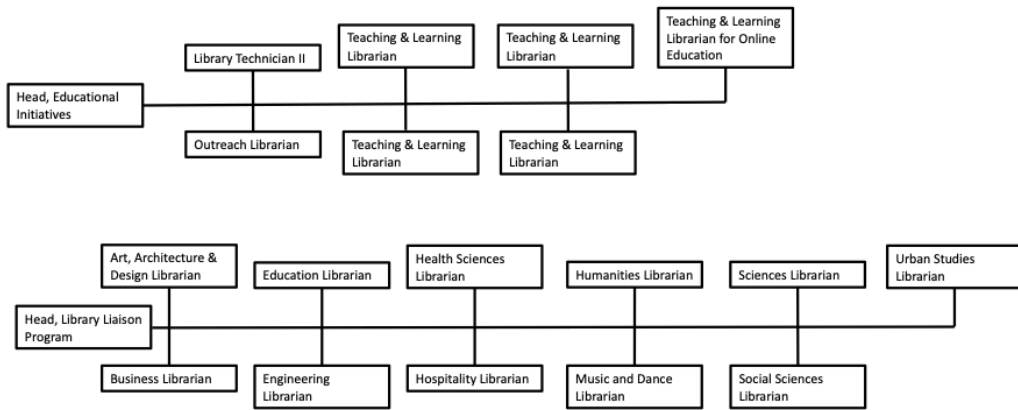 Teaching & Learning
Librarian for Online
Education
Teaching & Learning
Librarian
Teaching & Learning
Librarian
Library Technician II
Head, Educational
Initiatives
Outreach Librarian
Teaching & Learning
Librarian
Teaching & Learning
Librarian
Art, Architecture &
Design Librarian
Education Librarian
Health Sciences
Librarian
Humanities Librarian
Sciences Librarian
Urban Studies
Librarian
Head, Library Liaison
Program
Business Librarian
Engineering
Librarian
Hospitality Librarian
Music and Dance
Librarian
Social Sciences
Librarian